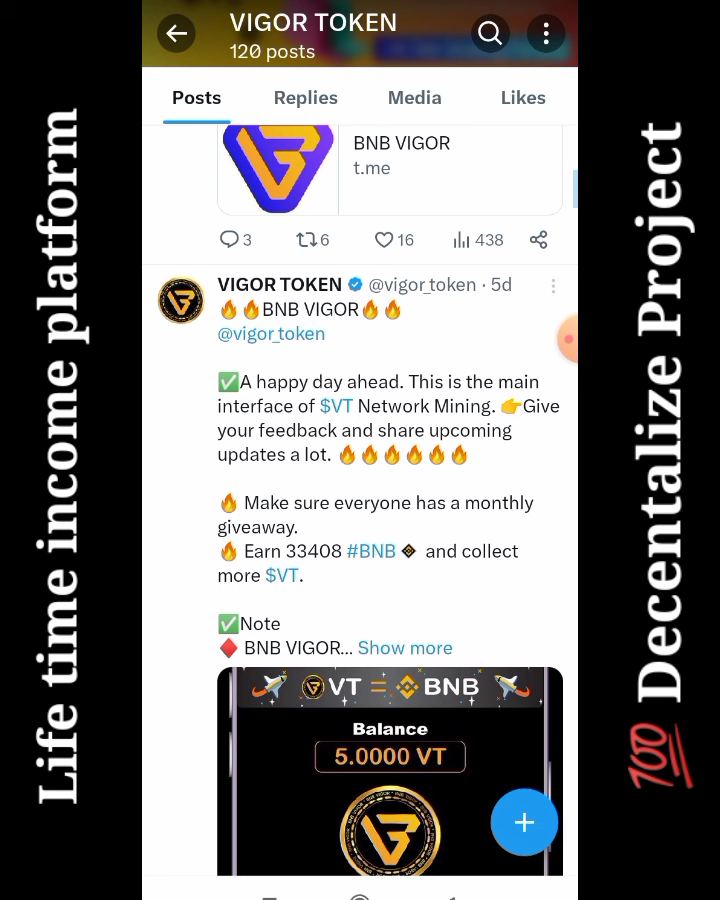 Life time income platform
VIGOR TOKEN
120 posts
Posts Replies Media Likes
BNB VIGOR
t.me
3 6 16 438
VIGOR TOKEN @vigor_token · 5d
🔥🔥BNB VIGOR🔥🔥
@vigor_token
✅A happy day ahead. This is the main
interface of $VT Network Mining. 👉Give
your feedback and share upcoming
updates a lot. 🔥🔥🔥🔥🔥🔥
🔥 Make sure everyone has a monthly
giveaway.
🔥 Earn 33408 #BNB and collect
more $VT.
✅Note
♦️ BNB VIGOR... Show more
VT = BNB
Balance
5.0000 VT
💯 Decentalize Project